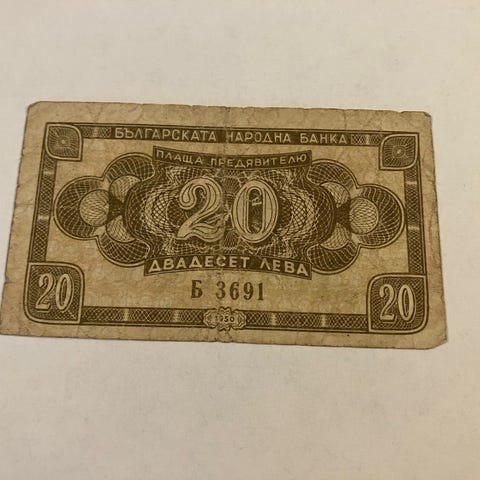 БЪЛГАРСКАТА НАРОДНА БАНКА
ПЛАЩА ПРЕДЯВИТЕЛЮ
20
ДВАДЕСЕТ ЛЕВА
Б 3691
20
1950
20